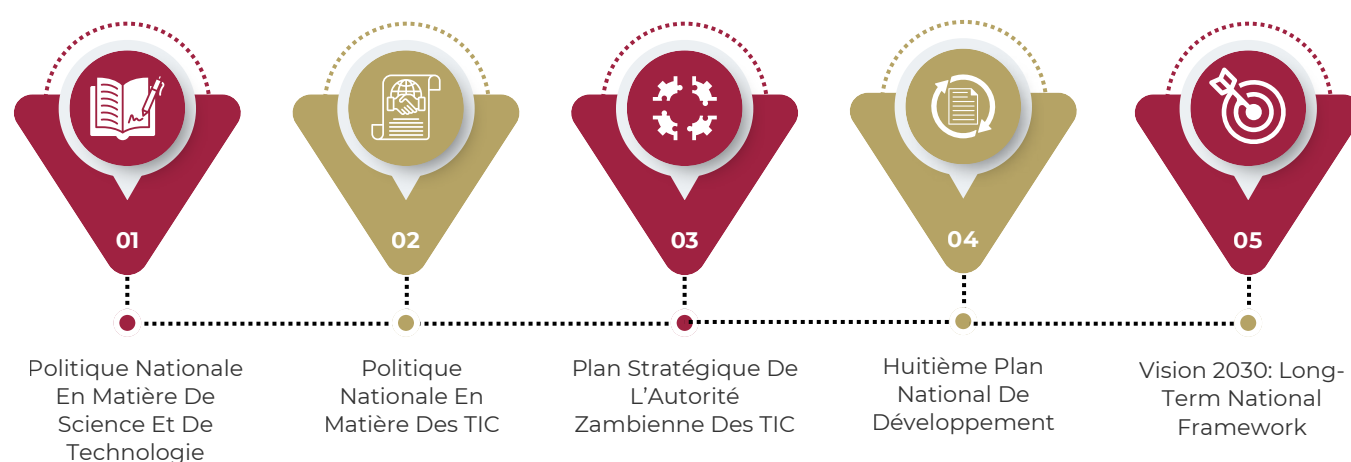 01
Politique Nationale
En Matière De
Science Et De
Technologie
02
Politique
Nationale En
Matière Des TIC
03
Plan Stratégique De
L’Autorité
Zambienne Des TIC
04
Huitième Plan
National De
Développement
05
Vision 2030: Long-
Term National
Framework